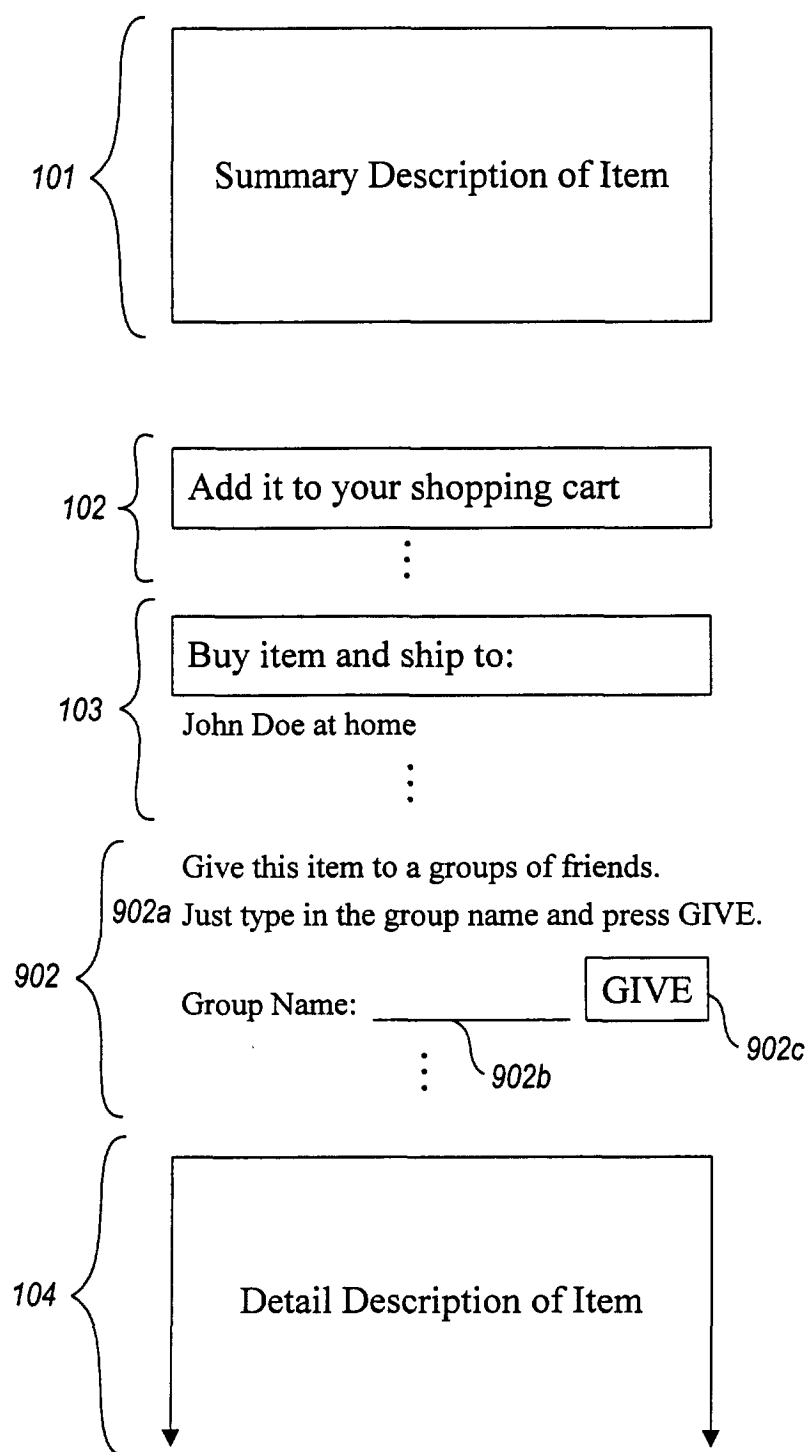 101
Summary Description of Item
102
Add it to your shopping cart
103
Buy item and ship to:
John Doe at home
902
Give this item to a groups of friends.
902a Just type in the group name and press GIVE.
Group Name: GIVE
902b
902c
104
Detail Description of Item